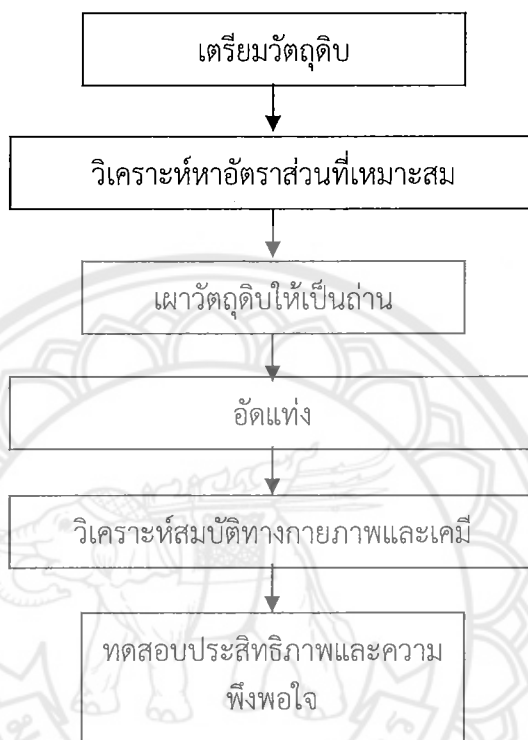 เตรียมวัตถุดิบ
วิเคราะห์หาอัตราส่วนที่เหมาะสม
เผาวัตถุดิบให้เป็นถ่าน
อัดแท่ง
วิเคราะห์สมบัติทางกายภาพและเคมี
ทดสอบประสิทธิภาพและความ
พึงพอใจ